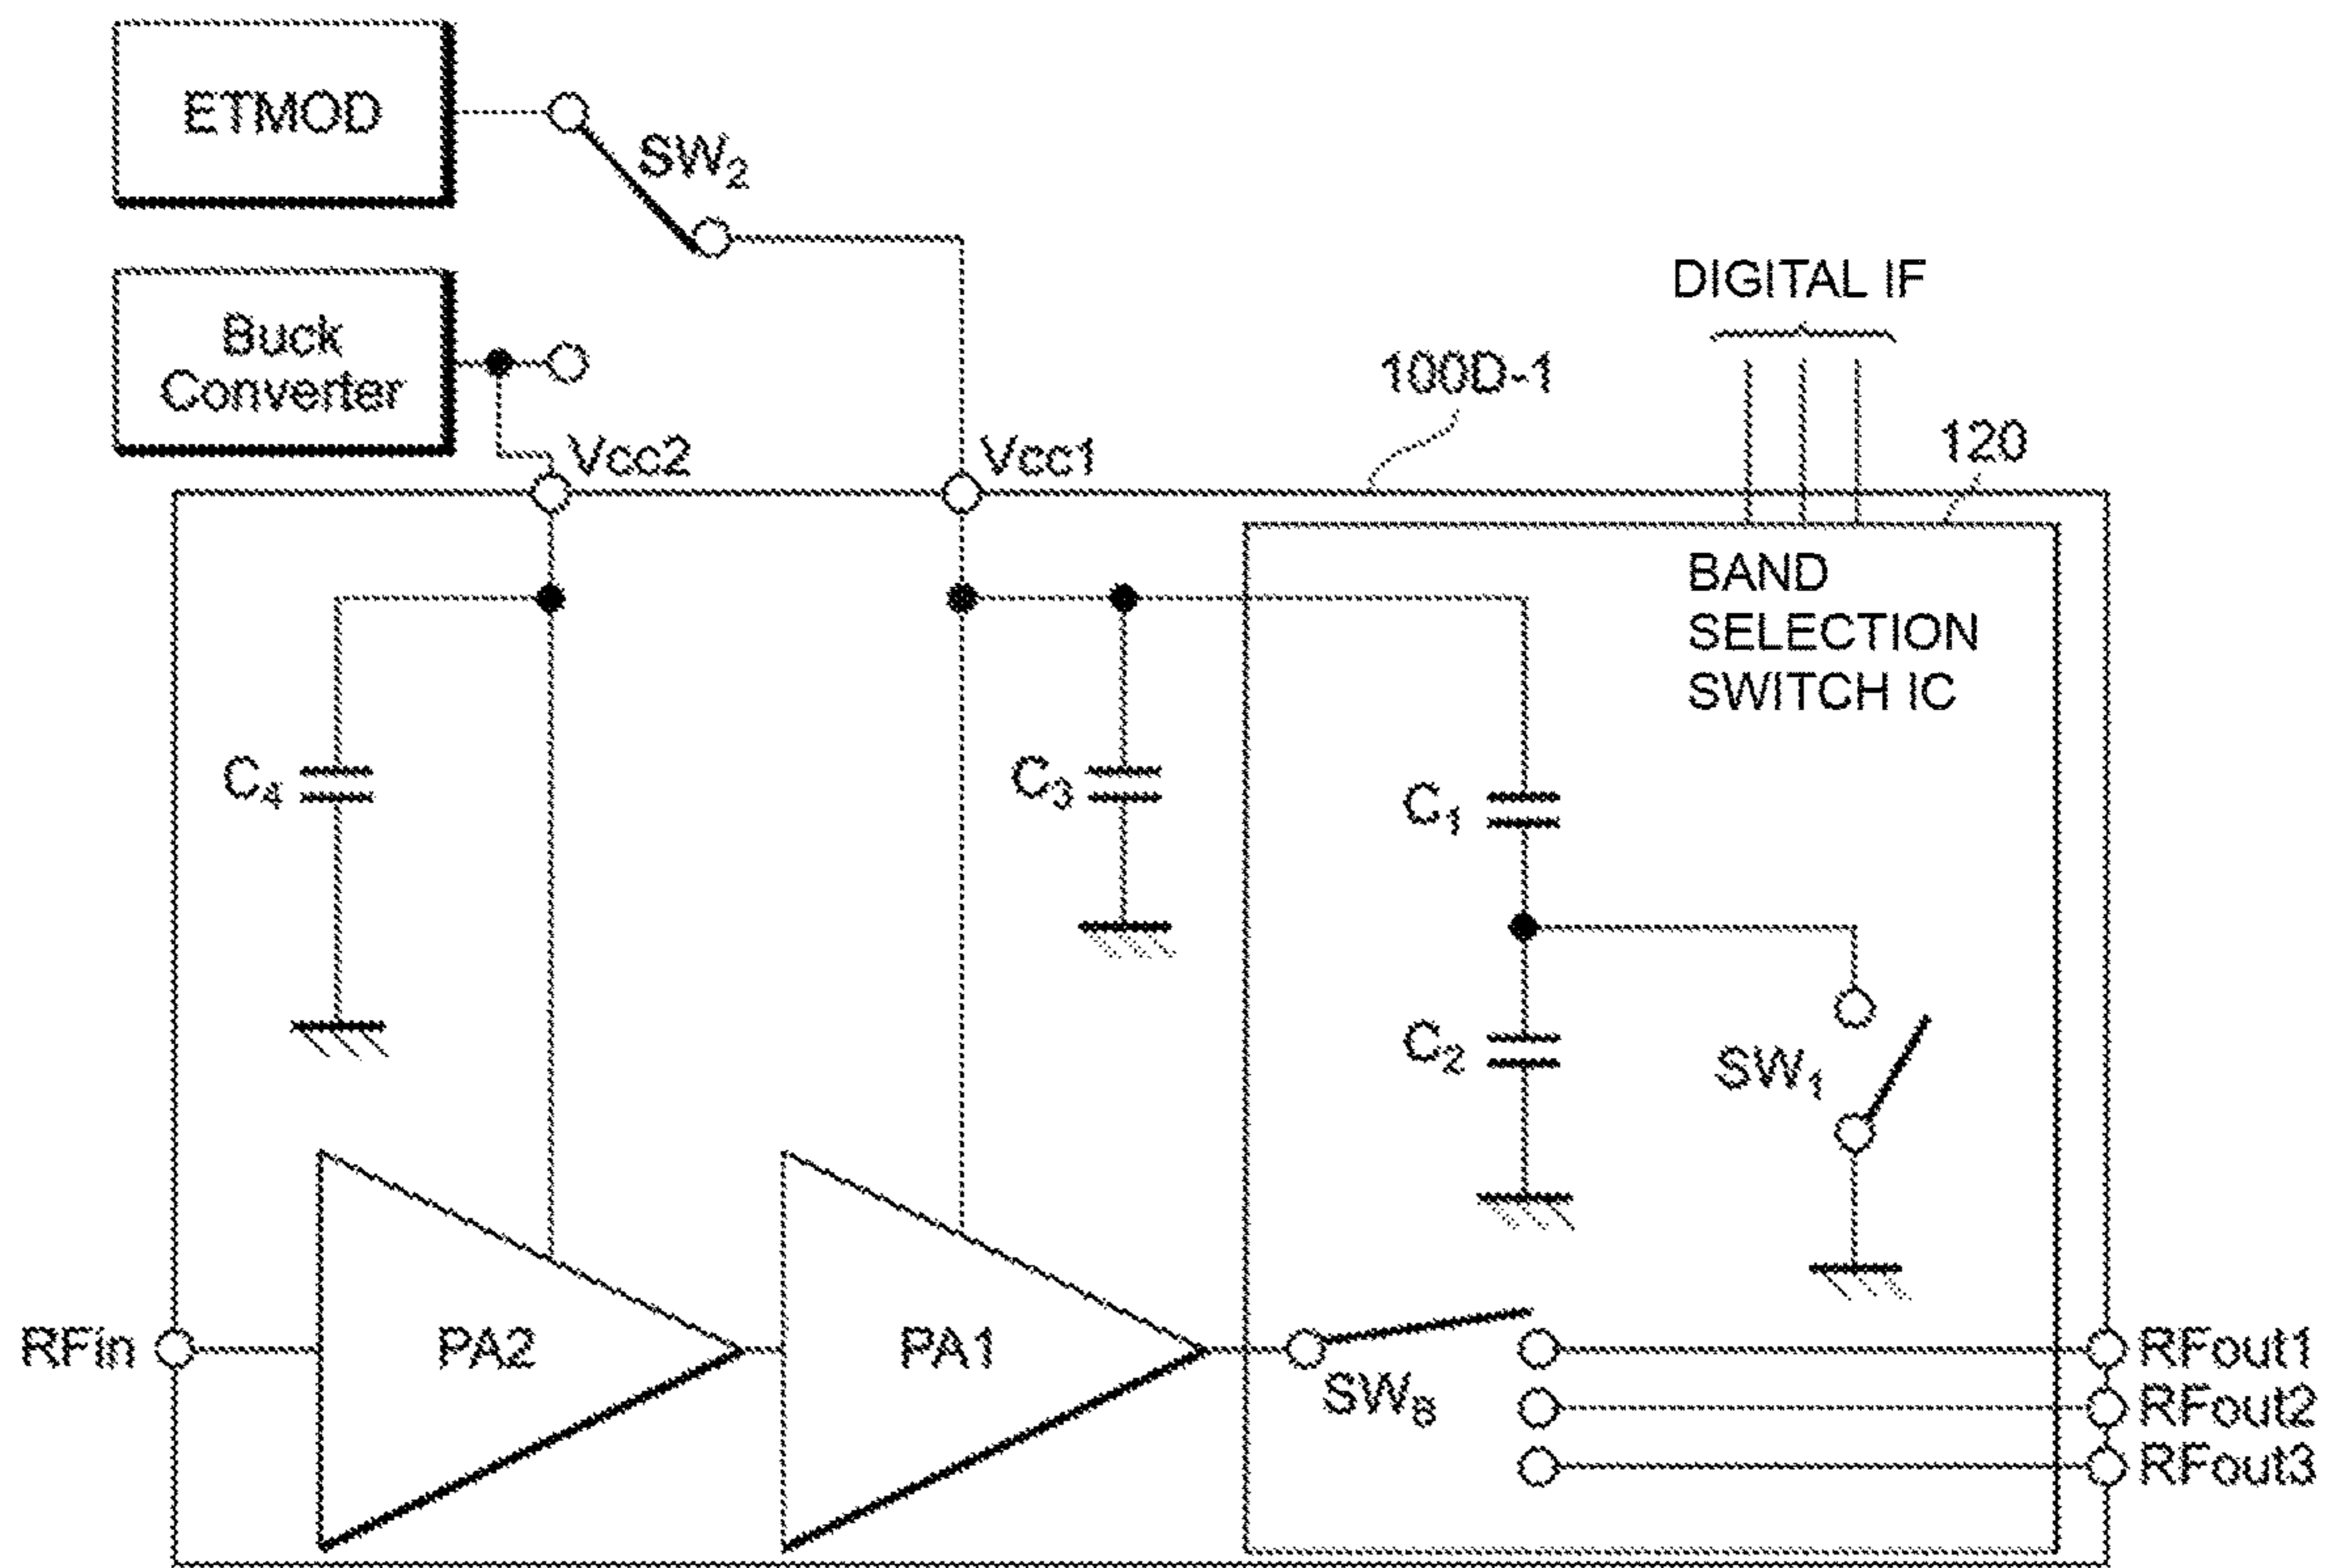 ETMOD
SW₂
Buck
Converter
DIGITAL IF
100D-1
120
Vcc2
Vcc1
BAND
SELECTION
SWITCH IC
C₄
C₃
C₁
C₂
SW₁
RFin
PA2
PA1
SW_B
RFout1
RFout2
RFout3